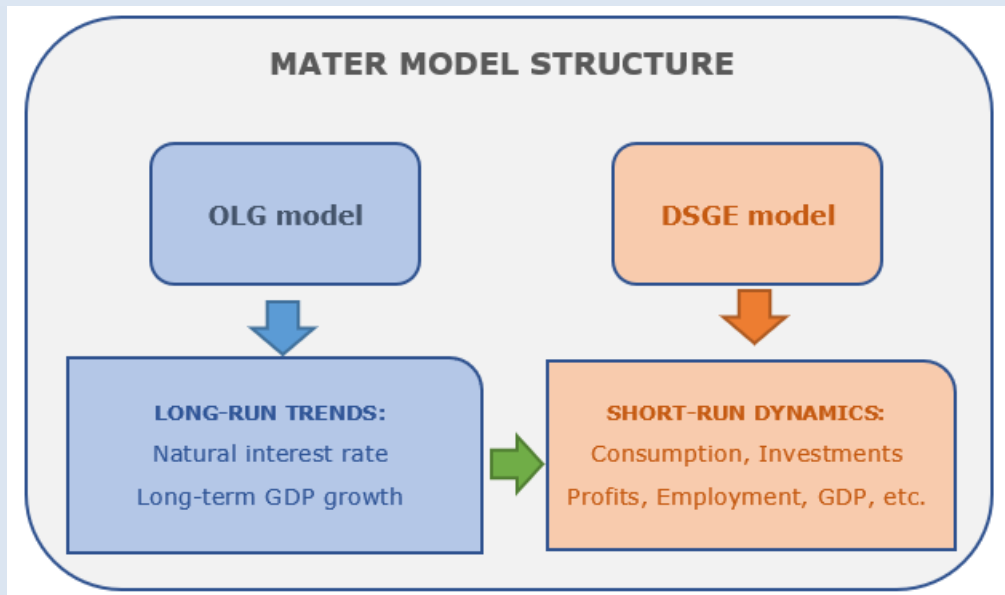 MATER MODEL STRUCTURE
OLG model
DSGE model
LONG-RUN TRENDS:
Natural interest rate
Long-term GDP growth
SHORT-RUN DYNAMICS:
Consumption, Investments
Profits, Employment, GDP, etc.